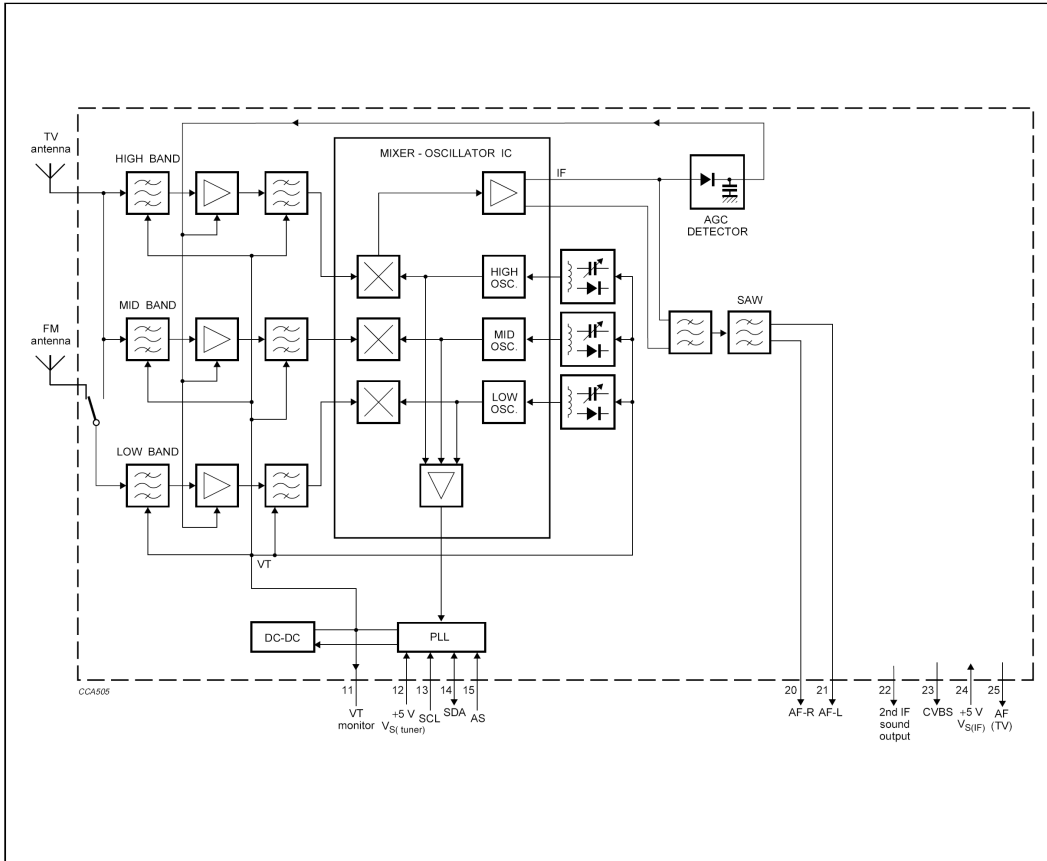 TV
antenna
HIGH BAND
MIXER - OSCILLATOR IC
IF
AGC
DETECTOR
HIGH
OSC.
MID BAND
FM
antenna
MID
OSC.
SAW
LOW
OSC.
LOW BAND
VT
DC-DC
PLL
CCA505
11
12
13
14
15
20
21
22
23
24
25
VT
monitor
+5 V
VS( tuner)
SCL
SDA
AS
AF-R
AF-L
2nd IF
sound
output
CVBS
+5 V
VS(IF)
AF
(TV)